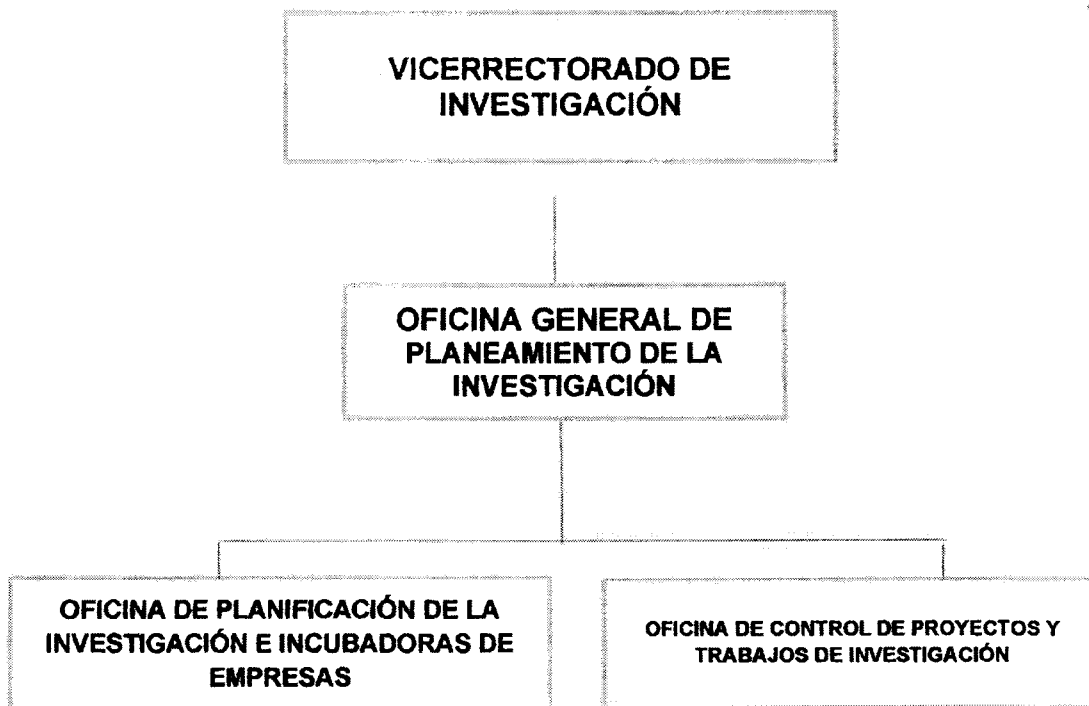 VICERRECTORADO DE
INVESTIGACIÓN
OFICINA GENERAL DE
PLANEAMIENTO DE LA
INVESTIGACIÓN
OFICINA DE PLANIFICACIÓN DE LA
INVESTIGACIÓN E INCUBADORAS DE
EMPRESAS
OFICINA DE CONTROL DE PROYECTOS Y
TRABAJOS DE INVESTIGACIÓN